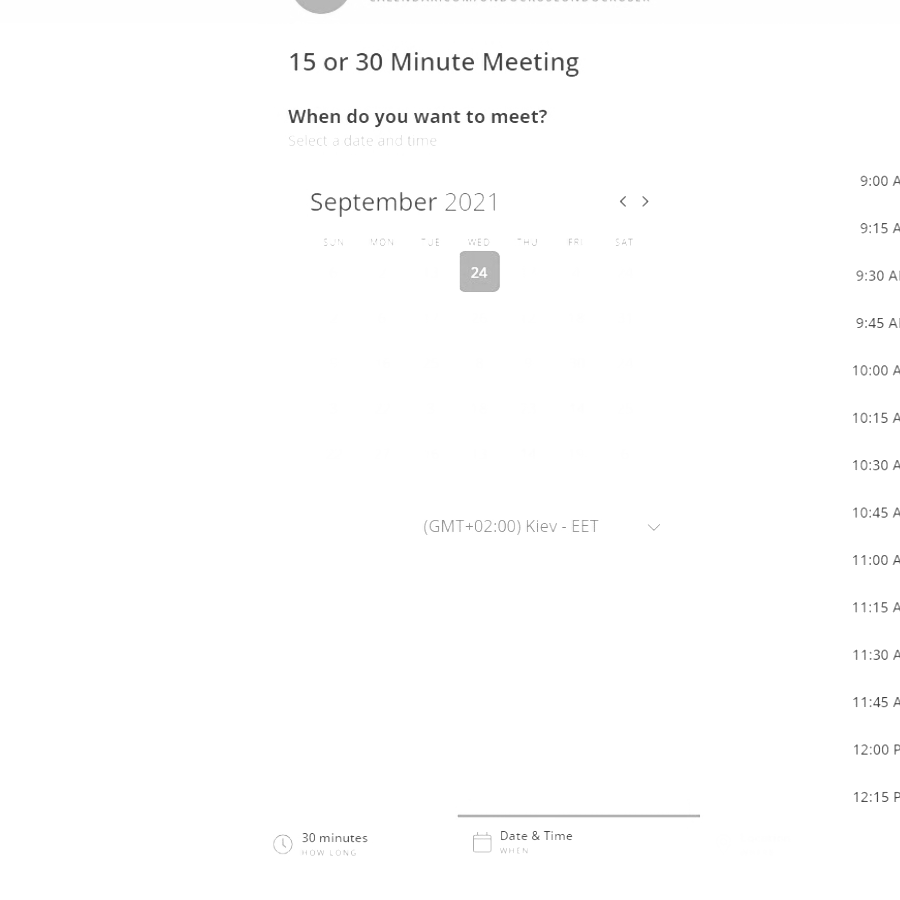 15 or 30 Minute Meeting
When do you want to meet?
Select a date and time
September 2021
SUN MON TUE WED THU FRI SAT
24
(GMT+02:00) Kiev - EET
9:00 A
9:15 A
9:30 A
9:45 A
10:00 A
10:15 A
10:30 A
10:45 A
11:00 A
11:15 A
11:30 A
11:45 A
12:00 P
12:15 P
30 minutes
HOW LONG
Date & Time
WHEN